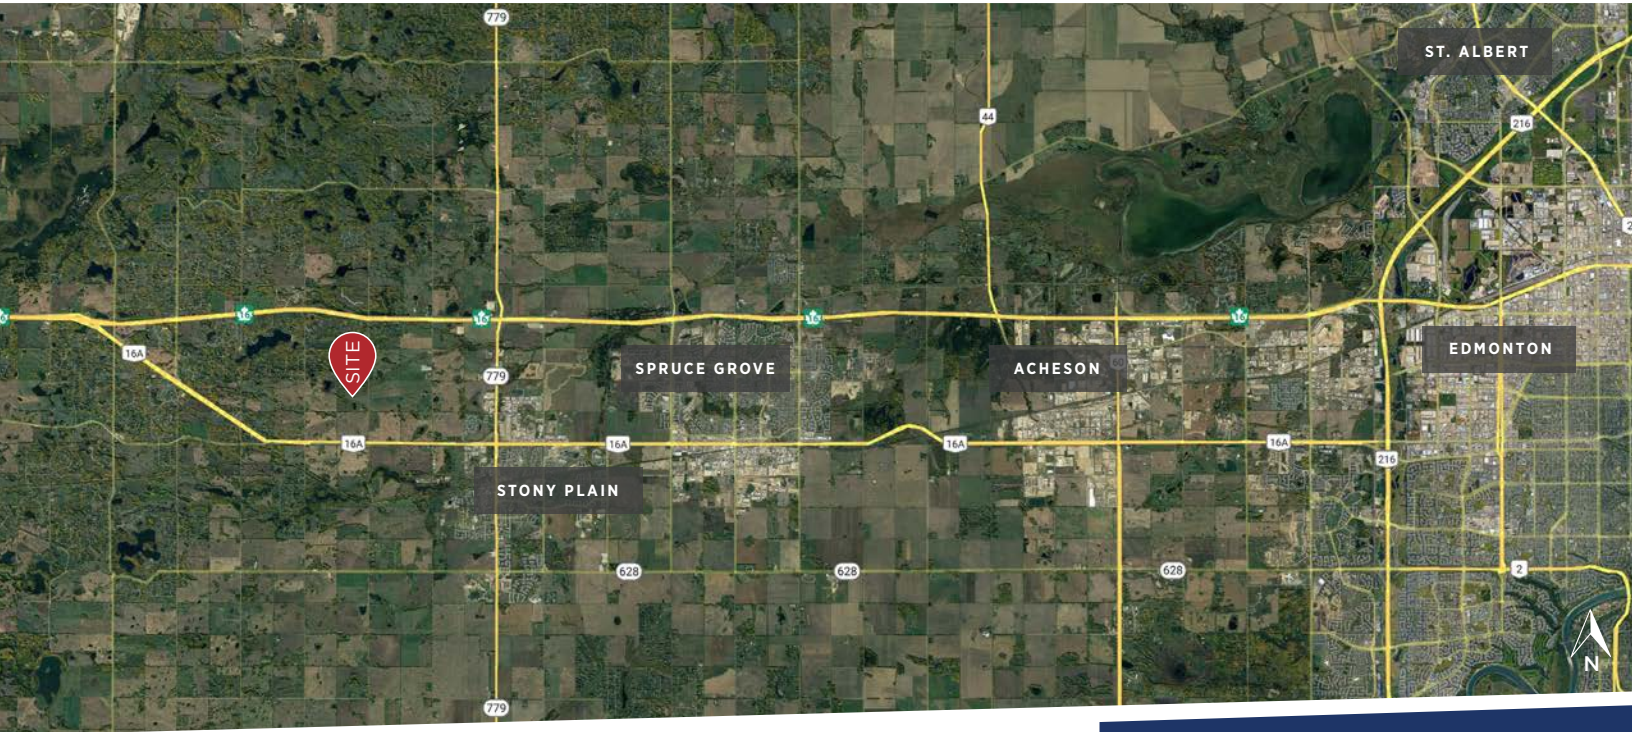 779
ST. ALBERT
44
216
16
16
16
16
SITE
16A
779
SPRUCE GROVE
ACHESON
60
EDMONTON
16A
16A
16A
16A
216
STONY PLAIN
628
628
628
2
N
779